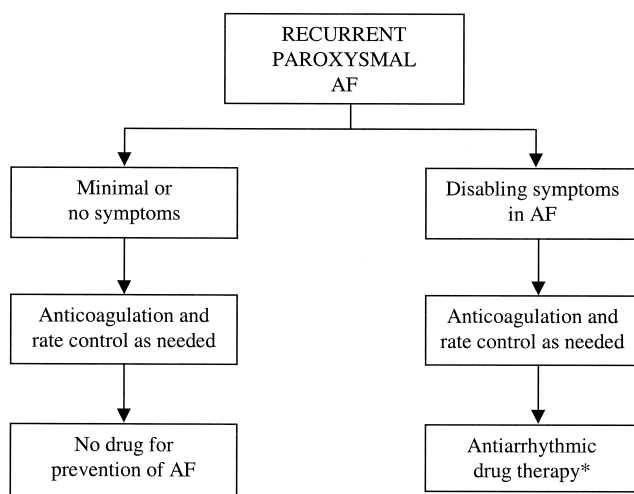 RECURRENT
PAROXYSMAL
AF
Minimal or
no symptoms
Disabling symptoms
in AF
Anticoagulation and
rate control as needed
Anticoagulation and
rate control as needed
No drug for
prevention of AF
Antiarrhythmic
drug therapy*